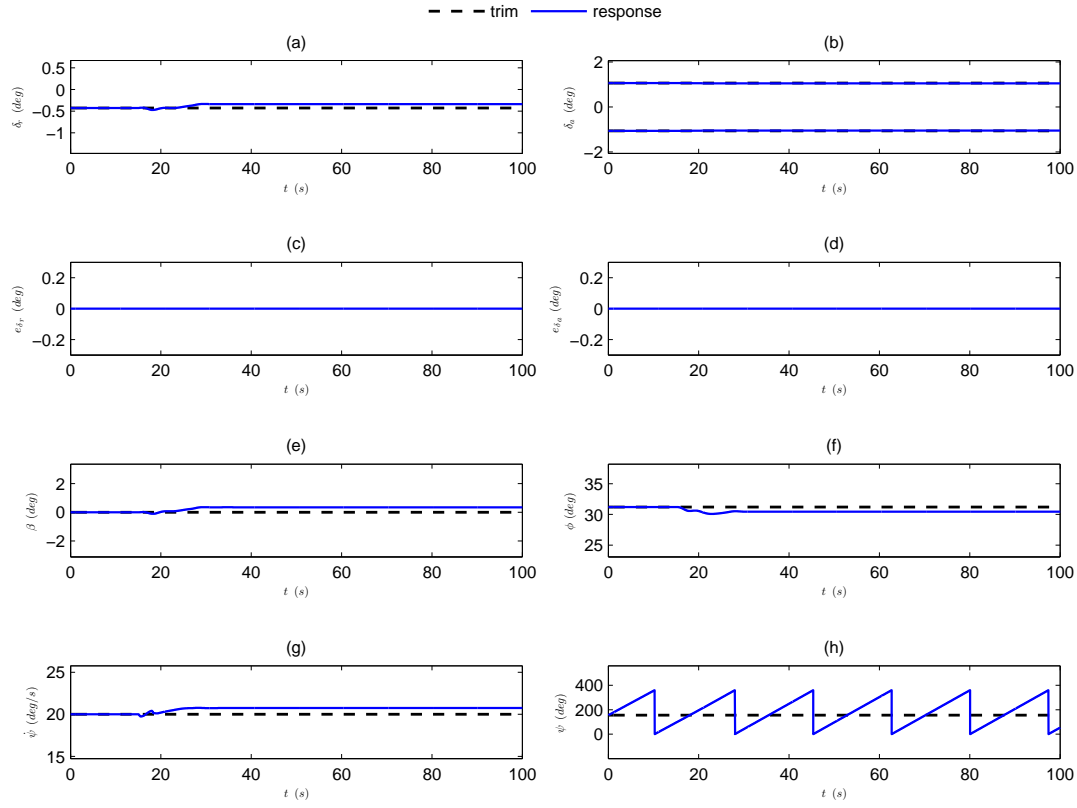 trim response
(a) (b)
0.5
0
−0.5
−1
δr (deg)
0 20 40 60 80 100
t (s)
2
0
−2
δa (deg)
0 20 40 60 80 100
t (s)
(c) (d)
0.2
0
−0.2
eδr (deg)
0 20 40 60 80 100
t (s)
0.2
0
−0.2
eδa (deg)
0 20 40 60 80 100
t (s)
(e) (f)
2
0
−2
β (deg)
0 20 40 60 80 100
t (s)
35
30
25
ϕ (deg)
0 20 40 60 80 100
t (s)
(g) (h)
25
20
15
ψ̇ (deg/s)
0 20 40 60 80 100
t (s)
400
200
0
ψ (deg)
0 20 40 60 80 100
t (s)